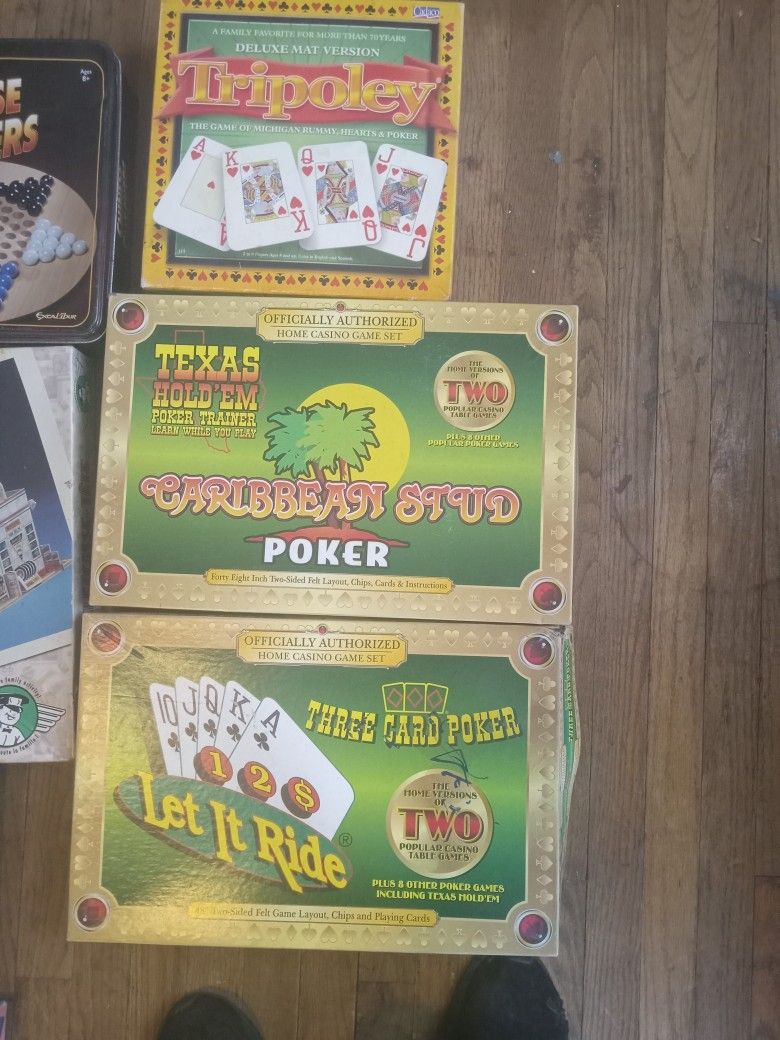 Cadaco
A FAMILY FAVORITE FOR MORE THAN 70 YEARS
DELUXE MAT VERSION
Tripoley
THE GAME OF MICHIGAN RUMMY, HEARTS & POKER
A K Q J
K Q J
Ages
8+
SE
ERS
EXCALIBUR
OFFICIALLY AUTHORIZED
HOME CASINO GAME SET
TEXAS
HOLD'EM
POKER TRAINER
LEARN WHILE YOU PLAY
THE
HOME VERSIONS
OF
TWO
POPULAR CASINO
TABLE GAMES
PLUS 8 OTHER
POPULAR POKER GAMES
CARIBBEAN STUD
POKER
Forty Eight Inch Two-Sided Felt Layout, Chips, Cards & Instructions
OFFICIALLY AUTHORIZED
HOME CASINO GAME SET
10 J Q K A
1 2 $
Let It Ride®
THREE CARD POKER
THE
HOME VERSIONS
OF
TWO
POPULAR CASINO
TABLE GAMES
PLUS 8 OTHER POKER GAMES
INCLUDING TEXAS HOLD'EM
Two-Sided Felt Game Layout, Chips and Playing Cards
THREE CARD POKER